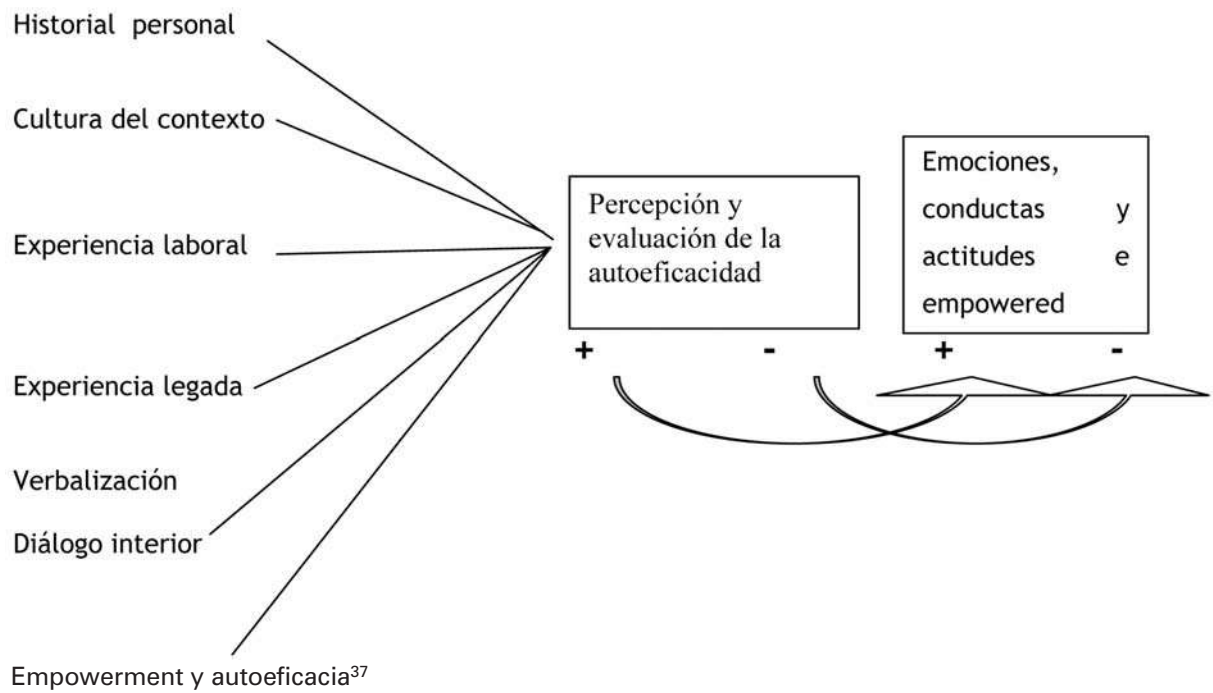 Historial personal
Cultura del contexto
Experiencia laboral
Experiencia legada
Verbalización
Diálogo interior
Percepción y
evaluación de la
autoeficacidad
+ -
Emociones,
conductas y
actitudes e
empowered
+ -
Empowerment y autoeficacia³⁷